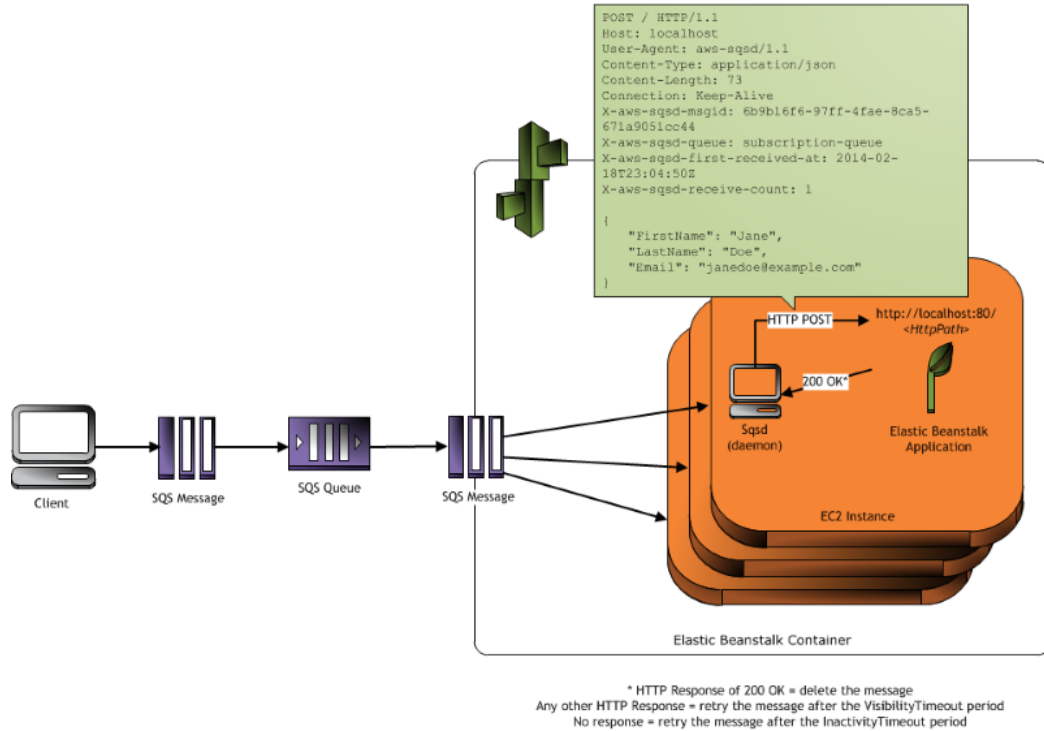 POST / HTTP/1.1
Host: localhost
User-Agent: aws-sqsd/1.1
Content-Type: application/json
Content-Length: 73
Connection: Keep-Alive
X-aws-sqsd-msgid: 6b9b16f6-97ff-4fae-8ca5-
671a9051cc44
X-aws-sqsd-queue: subscription-queue
X-aws-sqsd-first-received-at: 2014-02-
18T23:04:50Z
X-aws-sqsd-receive-count: 1
{
"FirstName": "Jane",
"LastName": "Doe",
"Email": "janedoe@example.com"
}
HTTP POST
http://localhost:80/
<HttpPath>
200 OK*
Sqsd
(daemon)
Elastic Beanstalk
Application
Client
SQS Message
SQS Queue
SQS Message
EC2 Instance
Elastic Beanstalk Container
* HTTP Response of 200 OK = delete the message
Any other HTTP Response = retry the message after the VisibilityTimeout period
No response = retry the message after the InactivityTimeout period